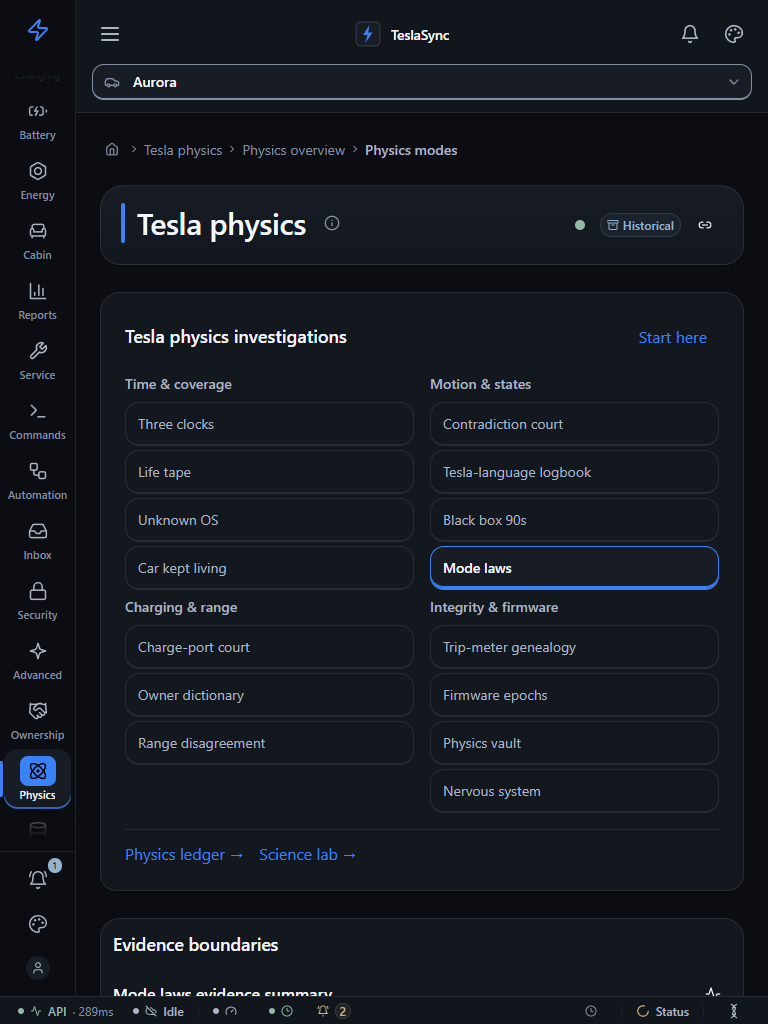 TeslaSync
Aurora
Tesla physics > Physics overview > Physics modes
Tesla physics
Historical
Tesla physics investigations
Start here
Time & coverage
Three clocks
Life tape
Unknown OS
Car kept living
Motion & states
Contradiction court
Tesla-language logbook
Black box 90s
Mode laws
Charging & range
Charge-port court
Owner dictionary
Range disagreement
Integrity & firmware
Trip-meter genealogy
Firmware epochs
Physics vault
Nervous system
Physics ledger → Science lab →
Evidence boundaries
Mode laws evidence summary
Charging
Battery
Energy
Cabin
Reports
Service
Commands
Automation
Inbox
Security
Advanced
Ownership
Physics
1
API · 289ms
Idle
2
Status